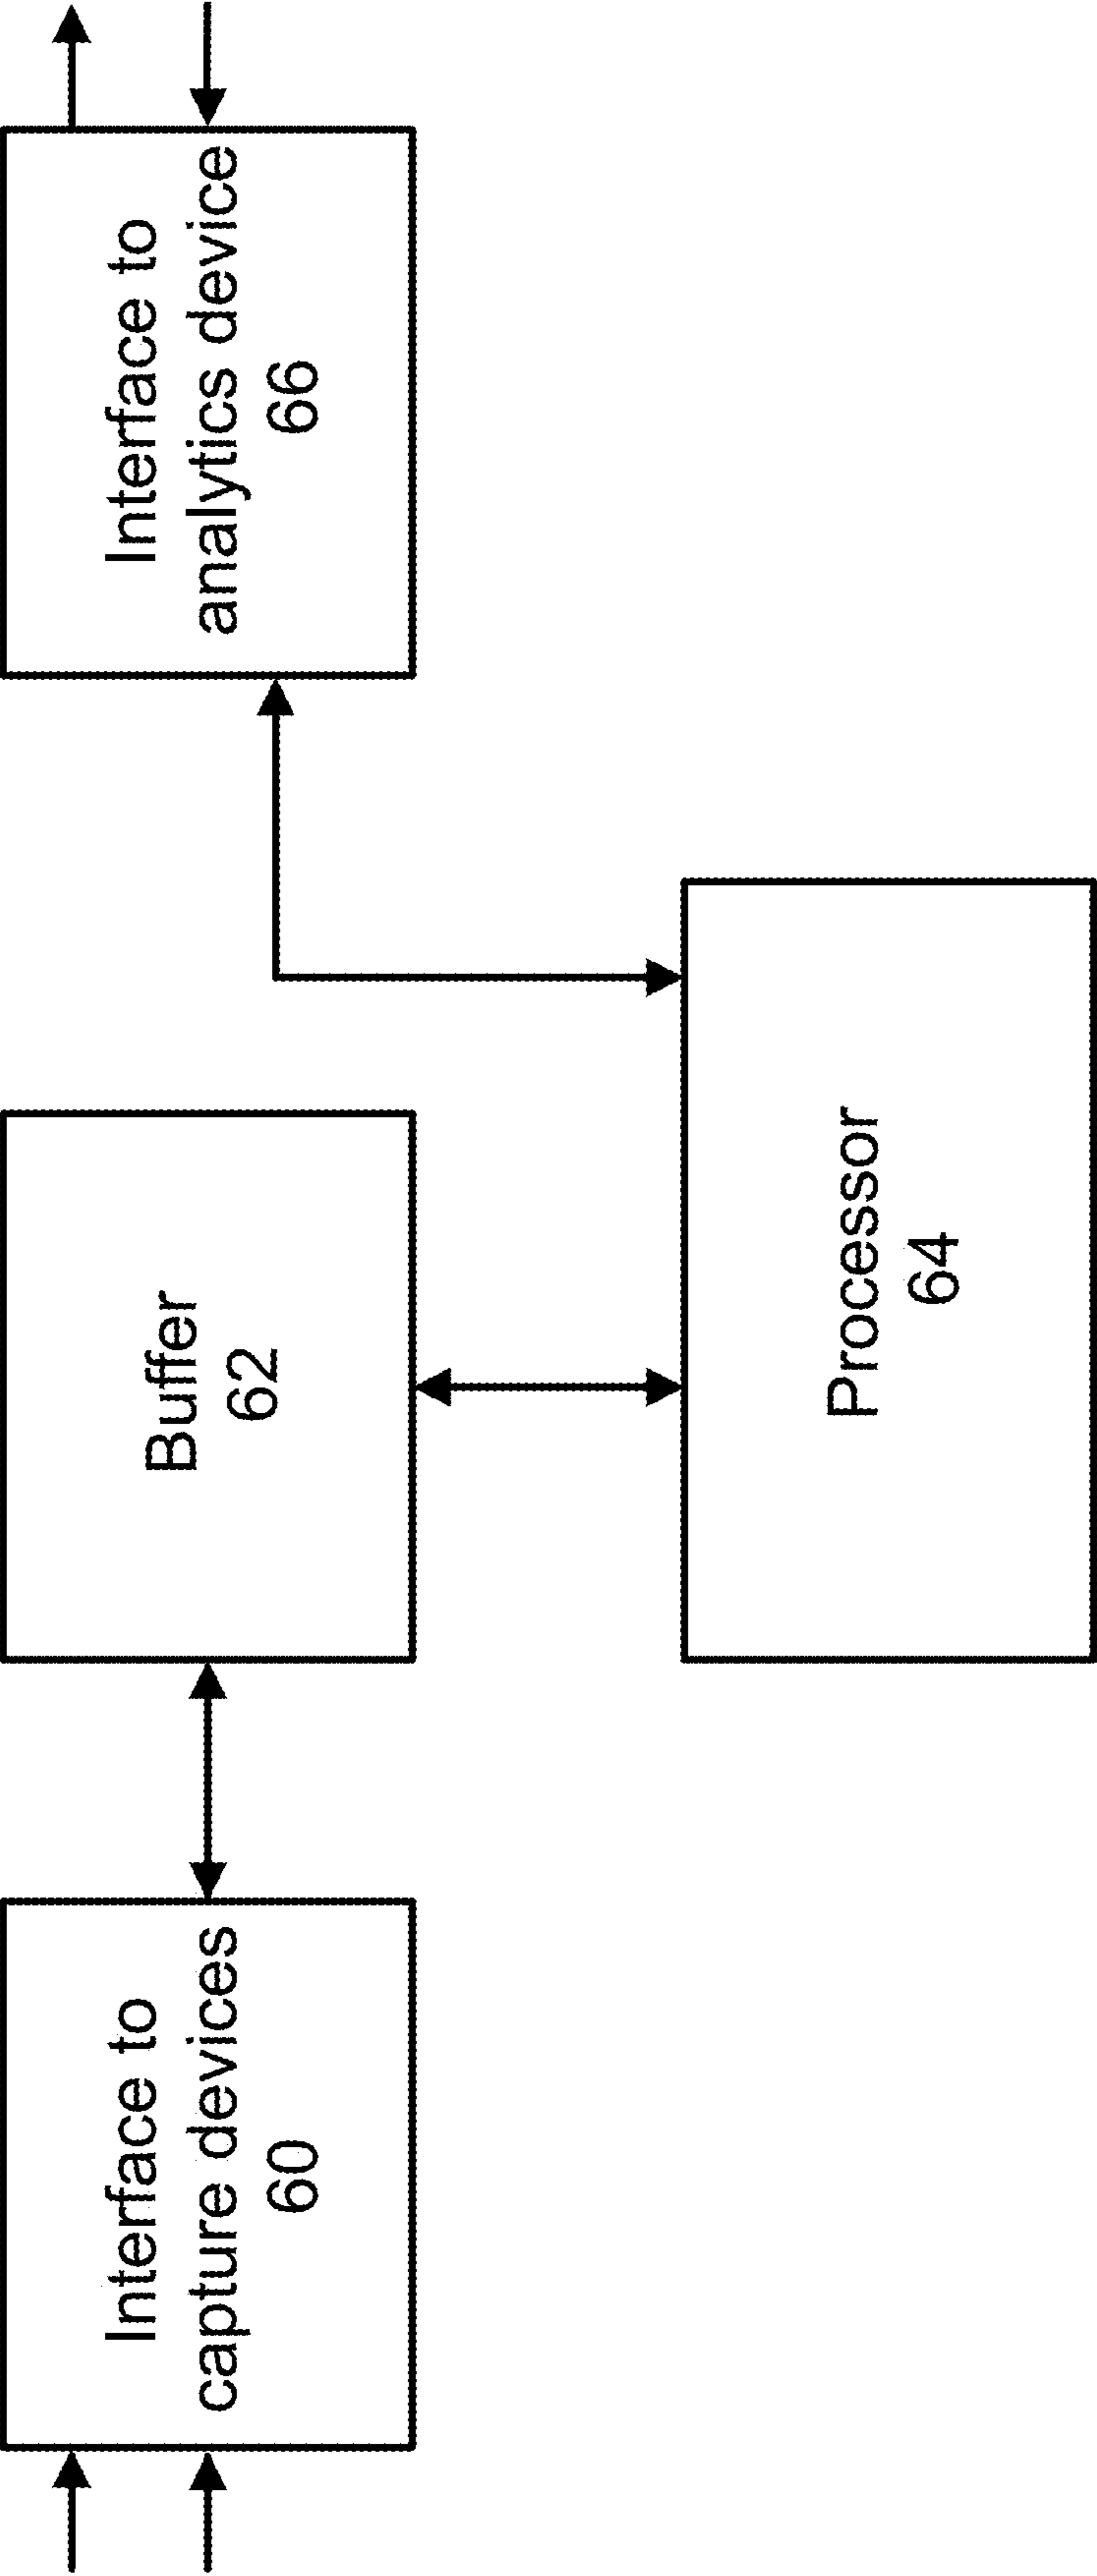 Interface to
capture devices
60
Buffer
62
Processor
64
Interface to
analytics device
66